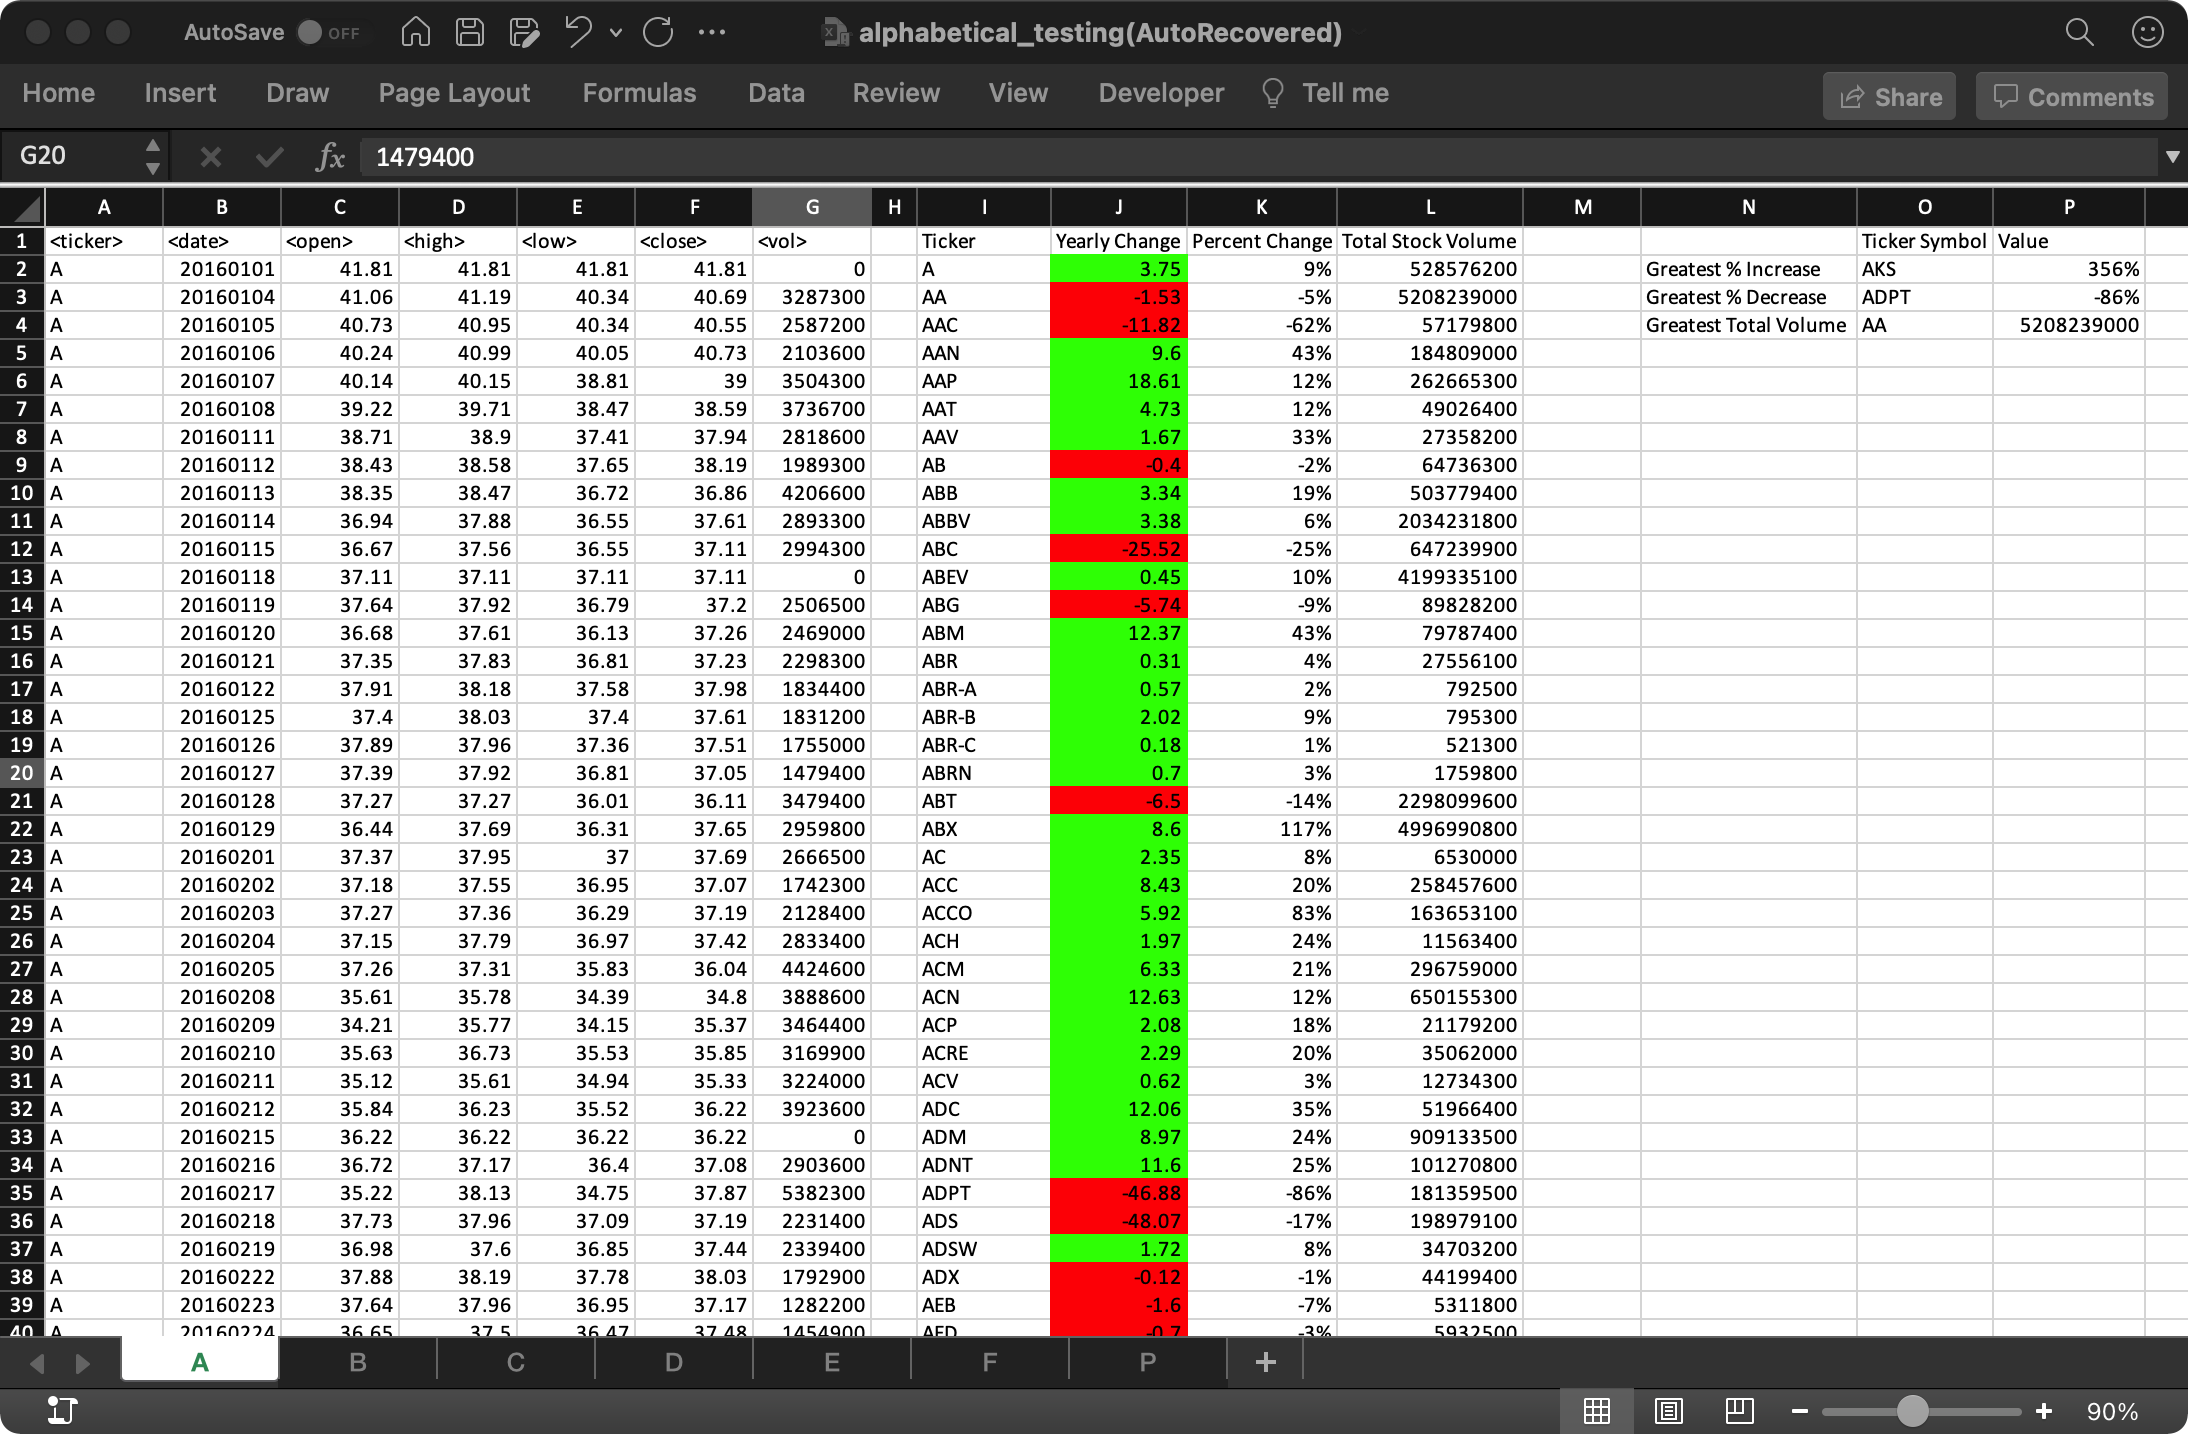 AutoSave OFF alphabetical_testing(AutoRecovered)
Home Insert Draw Page Layout Formulas Data Review View Developer Tell me Share Comments
G20 fx 1479400
A B C D E F G H I J K L M N O P
1 <ticker> <date> <open> <high> <low> <close> <vol> Ticker Yearly Change Percent Change Total Stock Volume Ticker Symbol Value
2 A 20160101 41.81 41.81 41.81 41.81 0 A 3.75 9% 528576200 Greatest % Increase AKS 356%
3 A 20160104 41.06 41.19 40.34 40.69 3287300 AA -1.53 -5% 5208239000 Greatest % Decrease ADPT -86%
4 A 20160105 40.73 40.95 40.34 40.55 2587200 AAC -11.82 -62% 57179800 Greatest Total Volume AA 5208239000
5 A 20160106 40.24 40.99 40.05 40.73 2103600 AAN 9.6 43% 184809000
6 A 20160107 40.14 40.15 38.81 39 3504300 AAP 18.61 12% 262665300
7 A 20160108 39.22 39.71 38.47 38.59 3736700 AAT 4.73 12% 49026400
8 A 20160111 38.71 38.9 37.41 37.94 2818600 AAV 1.67 33% 27358200
9 A 20160112 38.43 38.58 37.65 38.19 1989300 AB -0.4 -2% 64736300
10 A 20160113 38.35 38.47 36.72 36.86 4206600 ABB 3.34 19% 503779400
11 A 20160114 36.94 37.88 36.55 37.61 2893300 ABBV 3.38 6% 2034231800
12 A 20160115 36.67 37.56 36.55 37.11 2994300 ABC -25.52 -25% 647239900
13 A 20160118 37.11 37.11 37.11 37.11 0 ABEV 0.45 10% 4199335100
14 A 20160119 37.64 37.92 36.79 37.2 2506500 ABG -5.74 -9% 89828200
15 A 20160120 36.68 37.61 36.13 37.26 2469000 ABM 12.37 43% 79787400
16 A 20160121 37.35 37.83 36.81 37.23 2298300 ABR 0.31 4% 27556100
17 A 20160122 37.91 38.18 37.58 37.98 1834400 ABR-A 0.57 2% 792500
18 A 20160125 37.4 38.03 37.4 37.61 1831200 ABR-B 2.02 9% 795300
19 A 20160126 37.89 37.96 37.36 37.51 1755000 ABR-C 0.18 1% 521300
20 A 20160127 37.39 37.92 36.81 37.05 1479400 ABRN 0.7 3% 1759800
21 A 20160128 37.27 37.27 36.01 36.11 3479400 ABT -6.5 -14% 2298099600
22 A 20160129 36.44 37.69 36.31 37.65 2959800 ABX 8.6 117% 4996990800
23 A 20160201 37.37 37.95 37 37.69 2666500 AC 2.35 8% 6530000
24 A 20160202 37.18 37.55 36.95 37.07 1742300 ACC 8.43 20% 258457600
25 A 20160203 37.27 37.36 36.29 37.19 2128400 ACCO 5.92 83% 163653100
26 A 20160204 37.15 37.79 36.97 37.42 2833400 ACH 1.97 24% 11563400
27 A 20160205 37.26 37.31 35.83 36.04 4424600 ACM 6.33 21% 296759000
28 A 20160208 35.61 35.78 34.39 34.8 3888600 ACN 12.63 12% 650155300
29 A 20160209 34.21 35.77 34.15 35.37 3464400 ACP 2.08 18% 21179200
30 A 20160210 35.63 36.73 35.53 35.85 3169900 ACRE 2.29 20% 35062000
31 A 20160211 35.12 35.61 34.94 35.33 3224000 ACV 0.62 3% 12734300
32 A 20160212 35.84 36.23 35.52 36.22 3923600 ADC 12.06 35% 51966400
33 A 20160215 36.22 36.22 36.22 36.22 0 ADM 8.97 24% 909133500
34 A 20160216 36.72 37.17 36.4 37.08 2903600 ADNT 11.6 25% 101270800
35 A 20160217 35.22 38.13 34.75 37.87 5382300 ADPT -46.88 -86% 181359500
36 A 20160218 37.73 37.96 37.09 37.19 2231400 ADS -48.07 -17% 198979100
37 A 20160219 36.98 37.6 36.85 37.44 2339400 ADSW 1.72 8% 34703200
38 A 20160222 37.88 38.19 37.78 38.03 1792900 ADX -0.12 -1% 44199400
39 A 20160223 37.64 37.96 36.95 37.17 1282200 AEB -1.6 -7% 5311800
40 A 20160224 36.65 37.5 36.47 37.48 1454900 AED -0.7 -3% 5932500
A B C D E F P +
90%